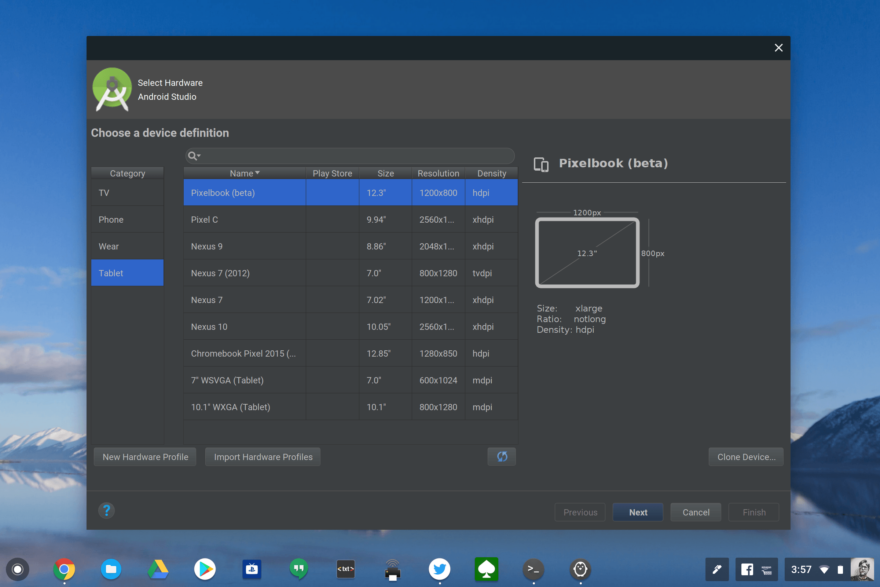 Select Hardware
Android Studio
Choose a device definition
Category
Name Play Store Size Resolution Density
TV
Phone
Wear
Tablet
Pixelbook (beta) 12.3" 1200x800 hdpi
Pixel C 9.94" 2560x1... xhdpi
Nexus 9 8.86" 2048x1... xhdpi
Nexus 7 (2012) 7.0" 800x1280 tvdpi
Nexus 7 7.02" 1200x1... xhdpi
Nexus 10 10.05" 2560x1... xhdpi
Chromebook Pixel 2015 (... 12.85" 1280x850 hdpi
7" WSVGA (Tablet) 7.0" 600x1024 mdpi
10.1" WXGA (Tablet) 10.1" 800x1280 mdpi
Pixelbook (beta)
1200px
12.3"
800px
Size: xlarge
Ratio: notlong
Density: hdpi
New Hardware Profile
Import Hardware Profiles
Clone Device...
?
Previous
Next
Cancel
Finish
<txt>
>_
3:57